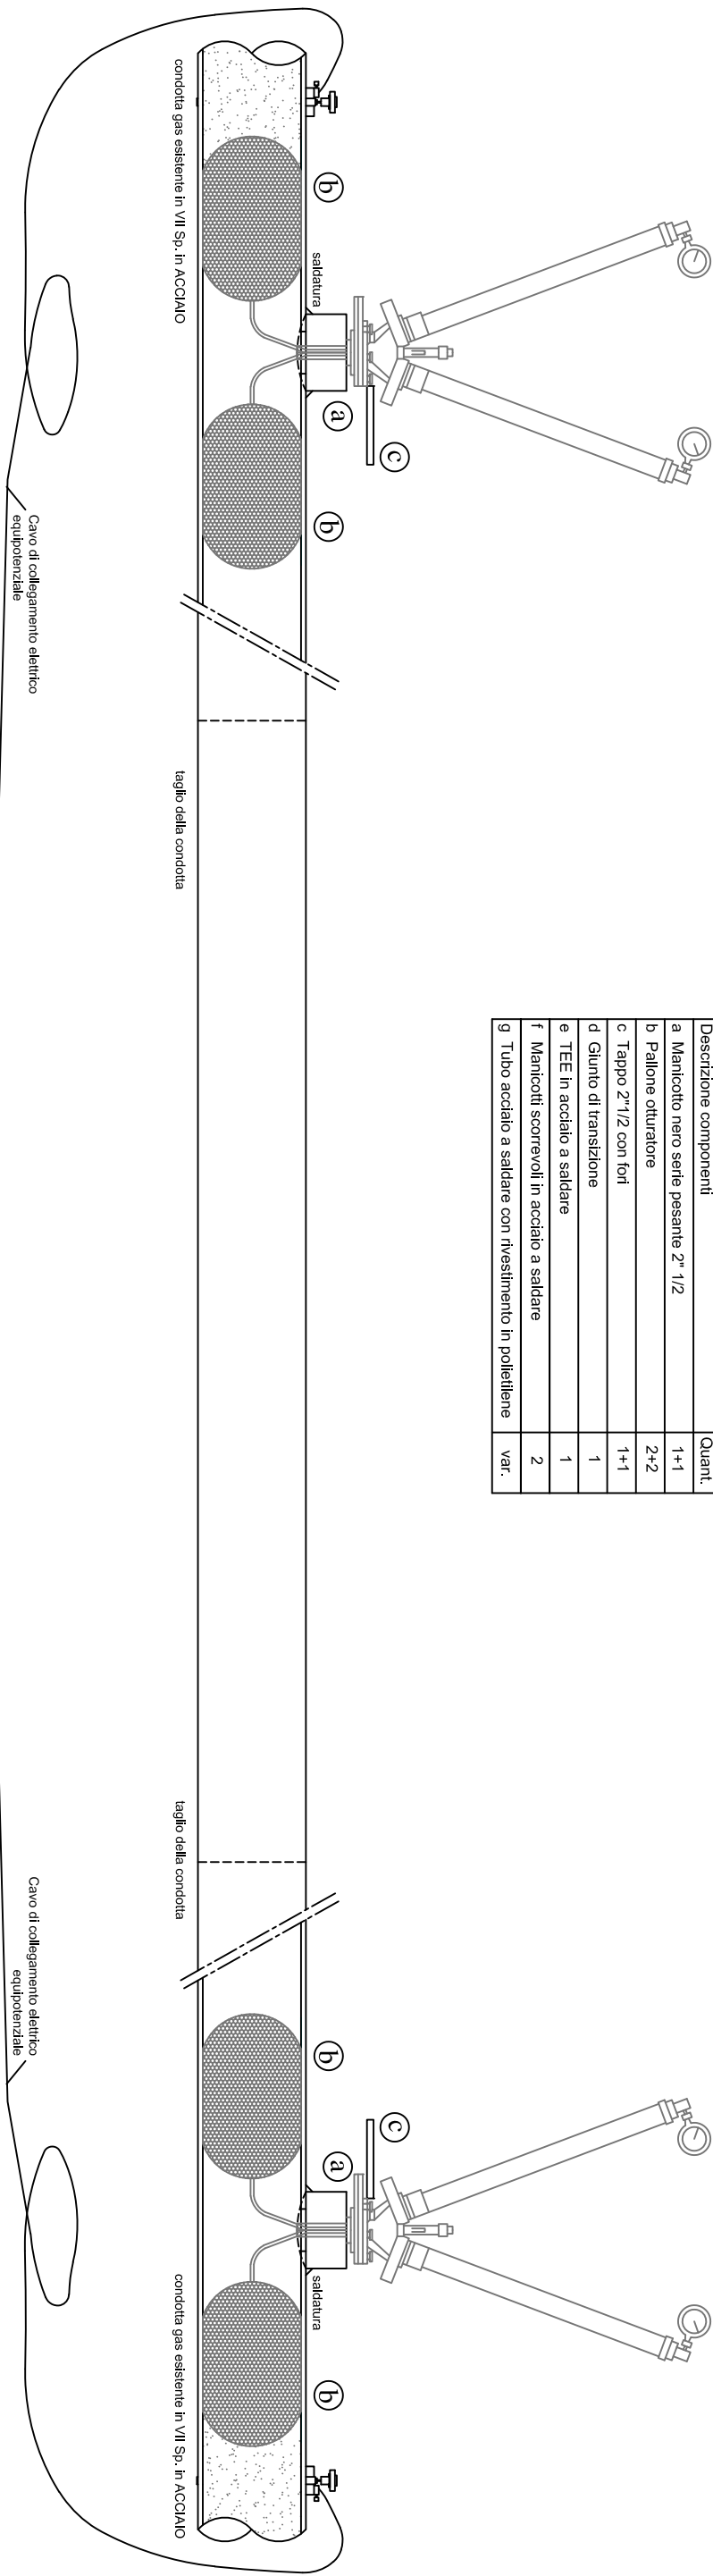 Descrizione componenti Quant.
a Manicotto nero serie pesante 2" 1/2 1+1
b Pallone otturatore 2+2
c Tappo 2"1/2 con fori 1+1
d Giunto di transizione 1
e TEE in acciaio a saldare 1
f Manicotti scorrevoli in acciaio a saldare 2
g Tubo acciaio a saldare con rivestimento in polietilene var.
c
c
b
saldatura
a
b
b
a
saldatura
b
condotta gas esistente in VII Sp. in ACCIAIO
taglio della condotta
taglio della condotta
condotta gas esistente in VII Sp. in ACCIAIO
Cavo di collegamento elettrico
equipotenziale
Cavo di collegamento elettrico
equipotenziale